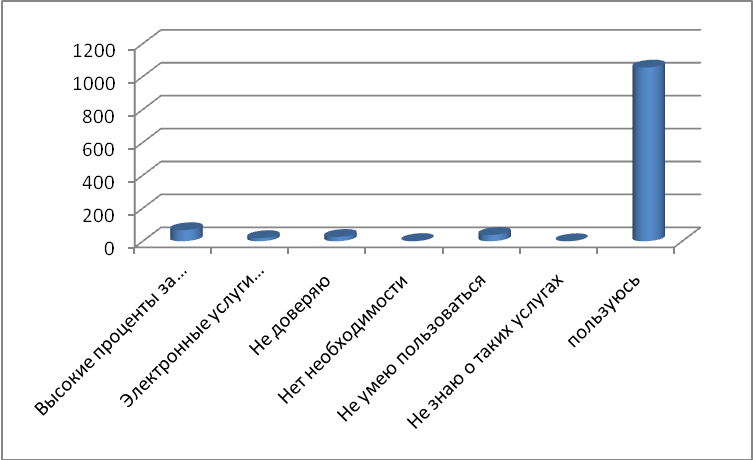 1200
1000
800
600
400
200
0
Высокие проценты за...
Электронные услуги...
Не доверяю
Нет необходимости
Не умею пользоваться
Не знаю о таких услугах
пользуюсь